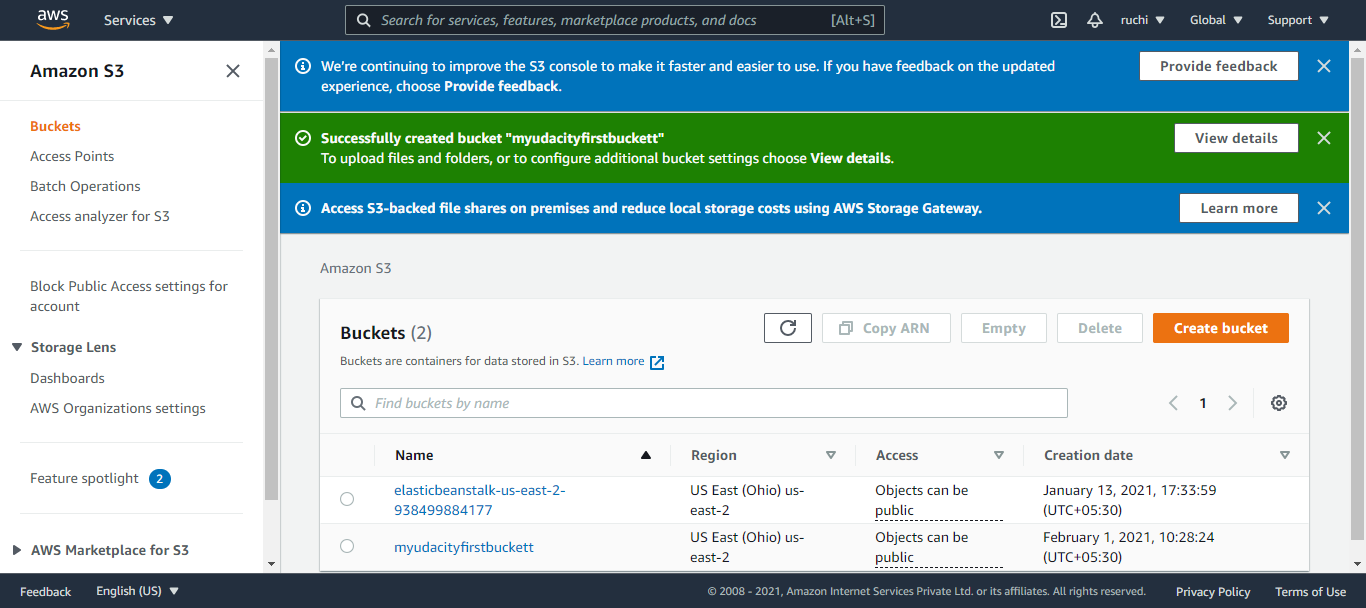 aws
Services
Search for services, features, marketplace products, and docs
[Alt+S]
ruchi
Global
Support
Amazon S3
Buckets
Access Points
Batch Operations
Access analyzer for S3
Block Public Access settings for
account
Storage Lens
Dashboards
AWS Organizations settings
Feature spotlight 2
AWS Marketplace for S3
We're continuing to improve the S3 console to make it faster and easier to use. If you have feedback on the updated
experience, choose Provide feedback.
Provide feedback
Successfully created bucket "myudacityfirstbuckett"
To upload files and folders, or to configure additional bucket settings choose View details.
View details
Access S3-backed file shares on premises and reduce local storage costs using AWS Storage Gateway.
Learn more
Amazon S3
Buckets (2)
Copy ARN
Empty
Delete
Create bucket
Buckets are containers for data stored in S3. Learn more
Find buckets by name
1
Name
Region
Access
Creation date
elasticbeanstalk-us-east-2-
938499884177
US East (Ohio) us-
east-2
Objects can be
public
January 13, 2021, 17:33:59
(UTC+05:30)
myudacityfirstbuckett
US East (Ohio) us-
east-2
Objects can be
public
February 1, 2021, 10:28:24
(UTC+05:30)
Feedback
English (US)
© 2008 - 2021, Amazon Internet Services Private Ltd. or its affiliates. All rights reserved.
Privacy Policy
Terms of Use